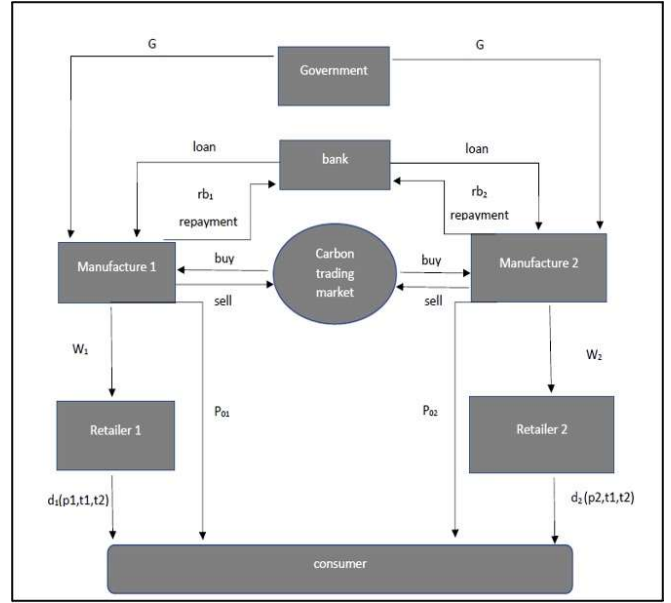 G
G
Government
loan
bank
loan
rb₁
repayment
rb₂
repayment
Manufacture 1
buy
Carbon
trading
market
buy
Manufacture 2
sell
sell
W₁
W₂
P₀₁
P₀₂
Retailer 1
Retailer 2
d₁(p1,t1,t2)
d₂(p2,t1,t2)
consumer